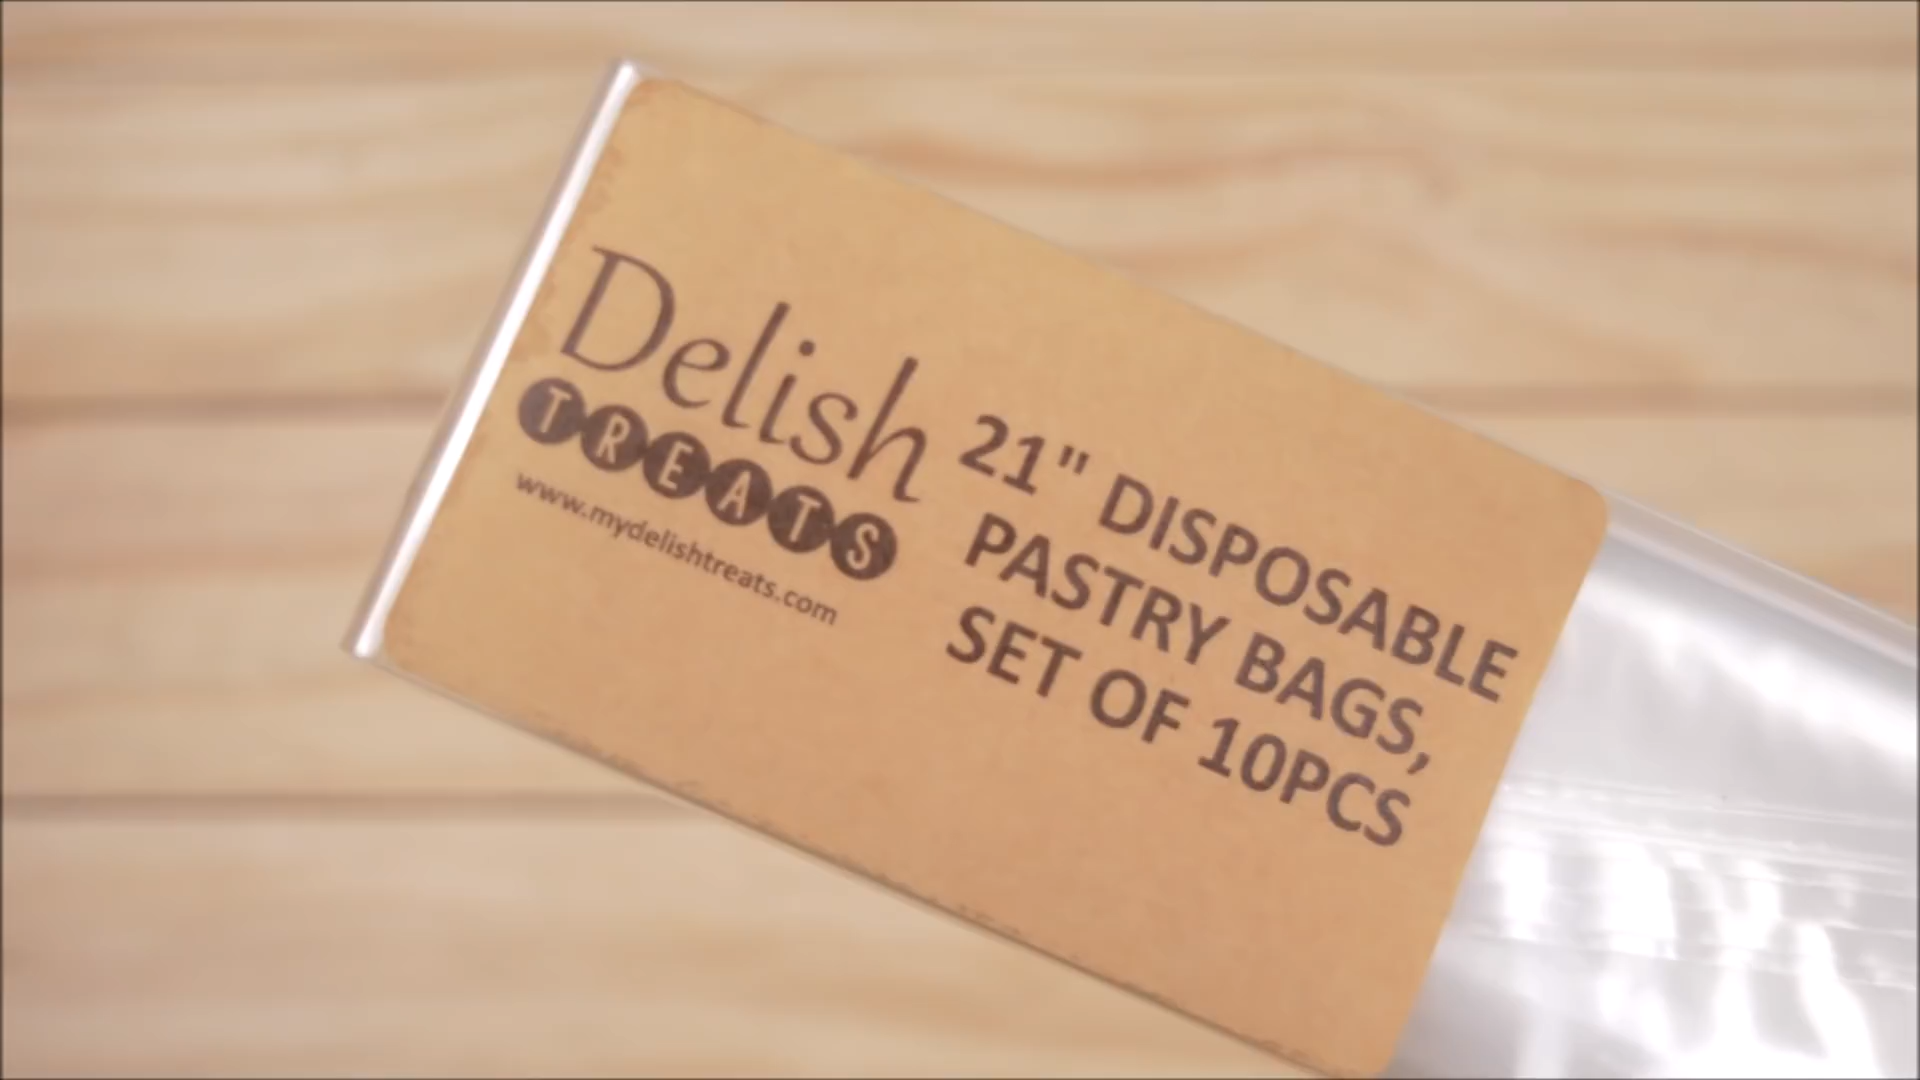 Delish
TREATS
www.mydelishtreats.com
21" DISPOSABLE
PASTRY BAGS,
SET OF 10PCS